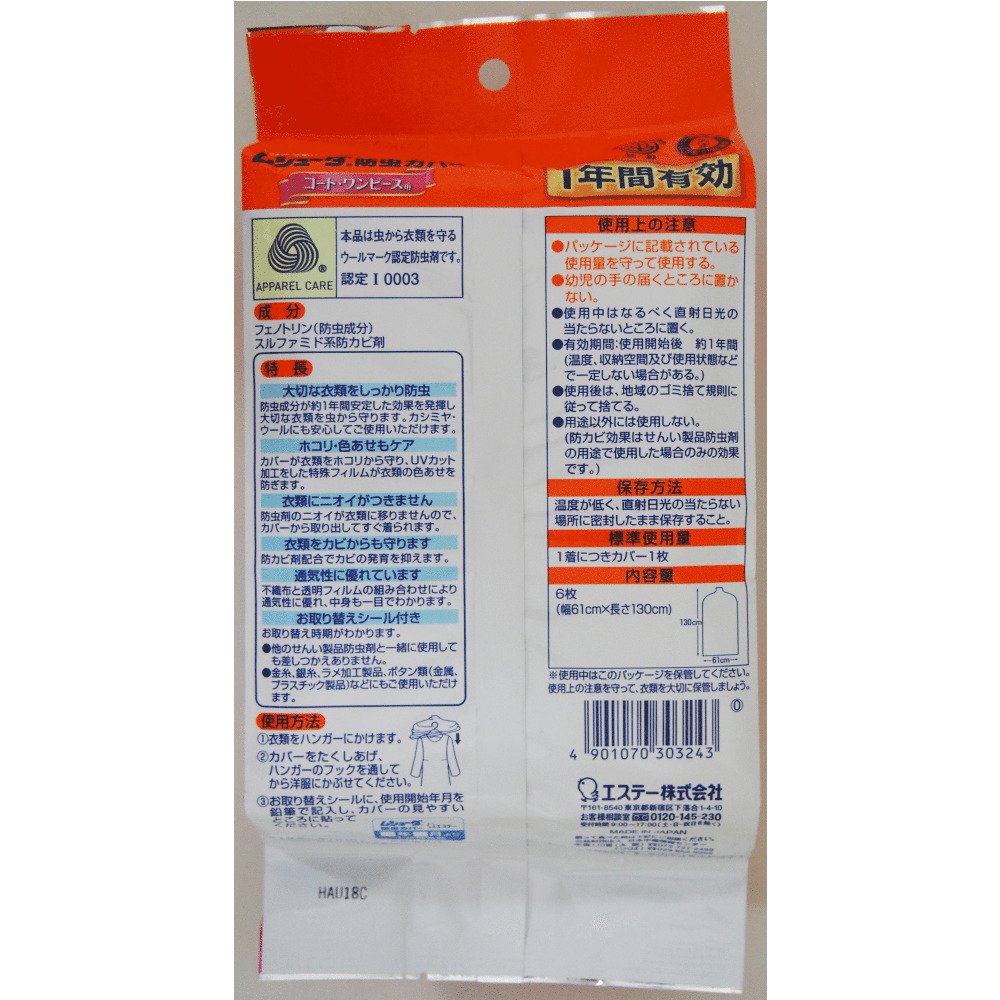 ムシューダ 防虫カバー
コート・ワンピース用
1年間有効
本品は虫から衣類を守る
ウールマーク認定防虫剤です。
認定 I 0003
®
APPAREL CARE
成分
フェノトリン(防虫成分)
スルファミド系防カビ剤
特長
大切な衣類をしっかり防虫
防虫成分が約1年間安定した効果を発揮し
大切な衣類を虫から守ります。カシミヤ・
ウールにも安心してご使用いただけます。
ホコリ・色あせもケア
カバーが衣類をホコリから守り、UVカット
加工をした特殊フィルムが衣類の色あせを
防ぎます。
衣類にニオイがつきません
防虫剤のニオイが衣類に移りませんので、
カバーから取り出してすぐ着られます。
衣類をカビからも守ります
防カビ剤配合でカビの発育を抑えます。
通気性に優れています
不織布と透明フィルムの組み合わせにより
通気性に優れ、中身も一目でわかります。
お取り替えシール付き
お取り替え時期がわかります。
●他のせんい製品防虫剤と一緒に使用して
も差しつかえありません。
●金糸、銀糸、ラメ加工製品、ボタン類(金属、
プラスチック製品)などにもご使用いただけ
ます。
使用方法
①衣類をハンガーにかけます。
②カバーをたくしあげ、
ハンガーのフックを通して
から洋服にかぶせてください。
③お取り替えシールに、使用開始年月を
鉛筆で記入し、カバーの見やすい
ところに貼って
ください。
ムシューダ
防虫カバー
HAU18C
使用上の注意
●パッケージに記載されている
使用量を守って使用する。
●幼児の手の届くところに置か
ない。
●使用中はなるべく直射日光の
当たらないところに置く。
●有効期間:使用開始後 約1年間
(温度、収納空間及び使用状態など
で一定しない場合がある。)
●使用後は、地域のゴミ捨て規則に
従って捨てる。
●用途以外には使用しない。
(防カビ効果はせんい製品防虫剤
の用途で使用した場合のみの効果
です。)
保存方法
温度が低く、直射日光の当たらない
場所に密封したまま保存すること。
標準使用量
1着につきカバー1枚
内容量
6枚
(幅61cm×長さ130cm)
130cm
61cm
※使用中はこのパッケージを保管してください。
使用上の注意を守って、衣類を大切に保管しましょう。
0
4 901070 303243
エステー株式会社
〒161-8540 東京都新宿区下落合1-4-10
お客様相談室 0120-145-230
受付時間 9:00~17:00(土・日・祝日を除く)
MADE IN JAPAN